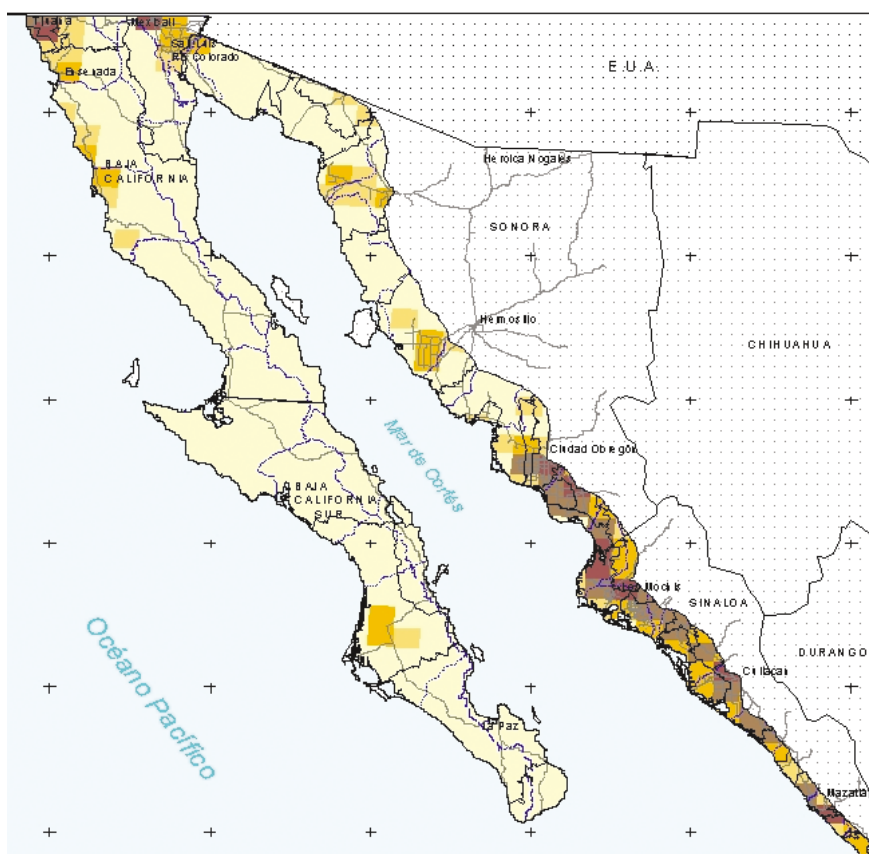 Tijuana
Mexicali
San Luis
Río Colorado
Ensenada
E.U.A.
BAJA
CALIFORNIA
Heroica Nogales
SONORA
Hermosillo
CHIHUAHUA
Mar de Cortés
Ciudad Obregón
BAJA
CALIFORNIA
SUR
Los Mochis
SINALOA
DURANGO
Culiacán
Océano Pacífico
La Paz
Mazatlá